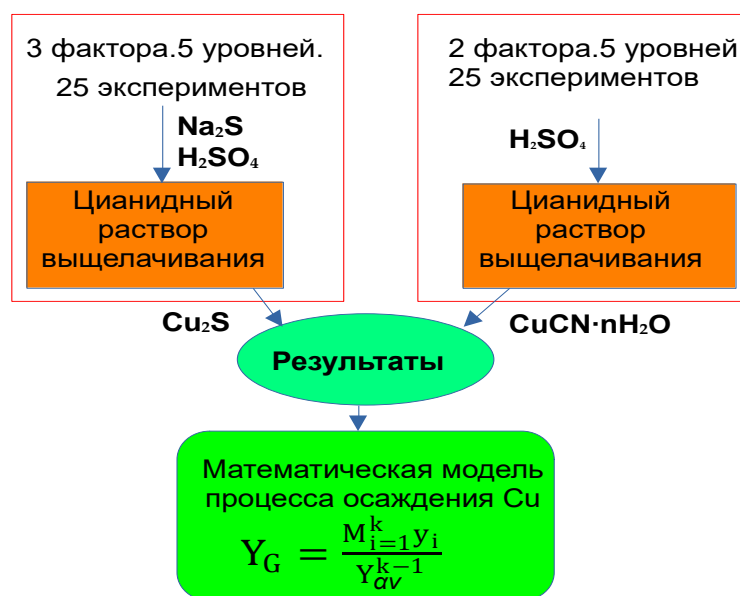 3 фактора.5 уровней.
25 экспериментов
Na₂S
H₂SO₄
Цианидный
раствор
выщелачивания
Cu₂S
2 фактора.5 уровней
25 экспериментов
H₂SO₄
Цианидный
раствор
выщелачивания
CuCN·nH₂O
Результаты
Математическая модель
процесса осаждения Cu
Y_G = \frac{M_{i=1}^{k} y_i}{Y_{αv}^{k-1}}